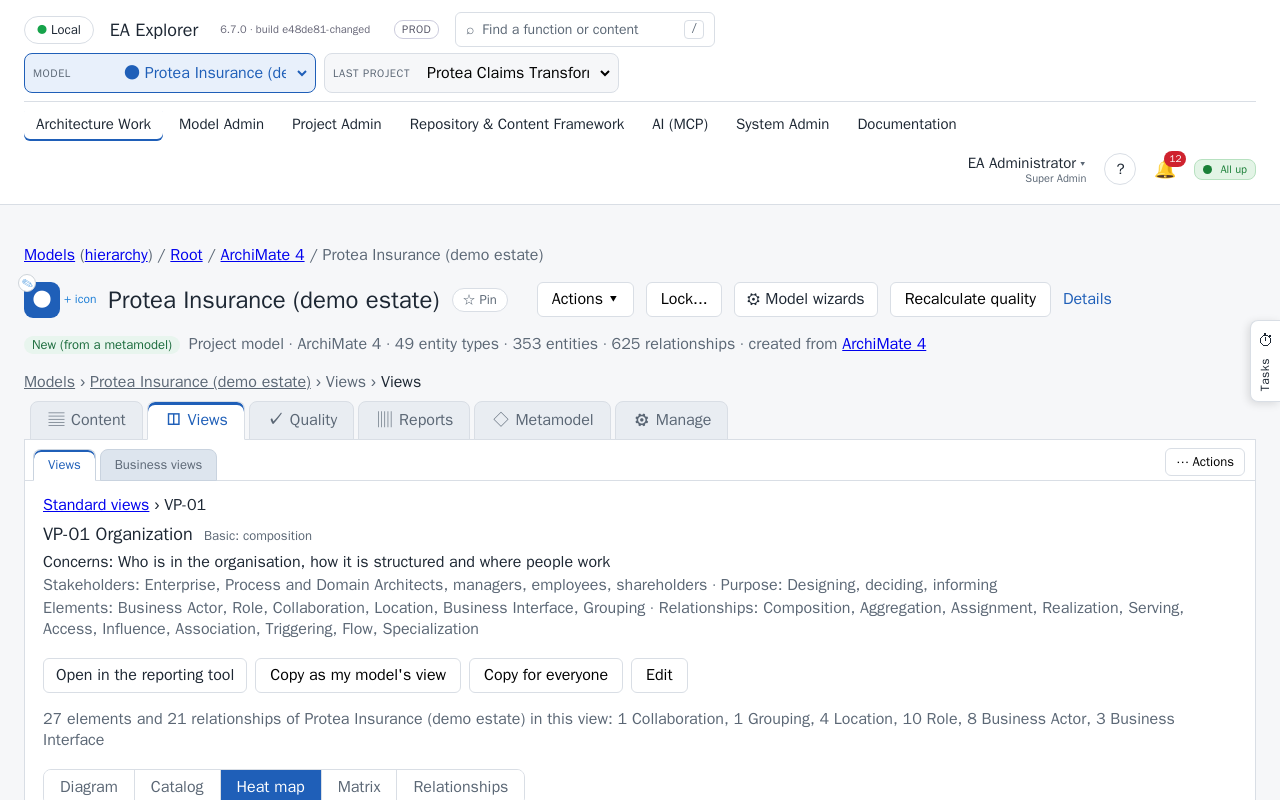 Local
EA Explorer
6.7.0 · build e48de81-changed
PROD
Find a function or content
/
MODEL
Protea Insurance (de
LAST PROJECT
Protea Claims Transfor
Architecture Work
Model Admin
Project Admin
Repository & Content Framework
AI (MCP)
System Admin
Documentation
EA Administrator
Super Admin
?
12
All up
Models (hierarchy) / Root / ArchiMate 4 / Protea Insurance (demo estate)
+ icon
Protea Insurance (demo estate)
☆ Pin
Actions ▾
Lock...
⚙ Model wizards
Recalculate quality
Details
New (from a metamodel)
Project model · ArchiMate 4 · 49 entity types · 353 entities · 625 relationships · created from ArchiMate 4
Tasks
Models › Protea Insurance (demo estate) › Views › Views
Content
Views
Quality
Reports
Metamodel
Manage
Views
Business views
··· Actions
Standard views › VP-01
VP-01 Organization
Basic: composition
Concerns: Who is in the organisation, how it is structured and where people work
Stakeholders: Enterprise, Process and Domain Architects, managers, employees, shareholders · Purpose: Designing, deciding, informing
Elements: Business Actor, Role, Collaboration, Location, Business Interface, Grouping · Relationships: Composition, Aggregation, Assignment, Realization, Serving,
Access, Influence, Association, Triggering, Flow, Specialization
Open in the reporting tool
Copy as my model's view
Copy for everyone
Edit
27 elements and 21 relationships of Protea Insurance (demo estate) in this view: 1 Collaboration, 1 Grouping, 4 Location, 10 Role, 8 Business Actor, 3 Business
Interface
Diagram
Catalog
Heat map
Matrix
Relationships